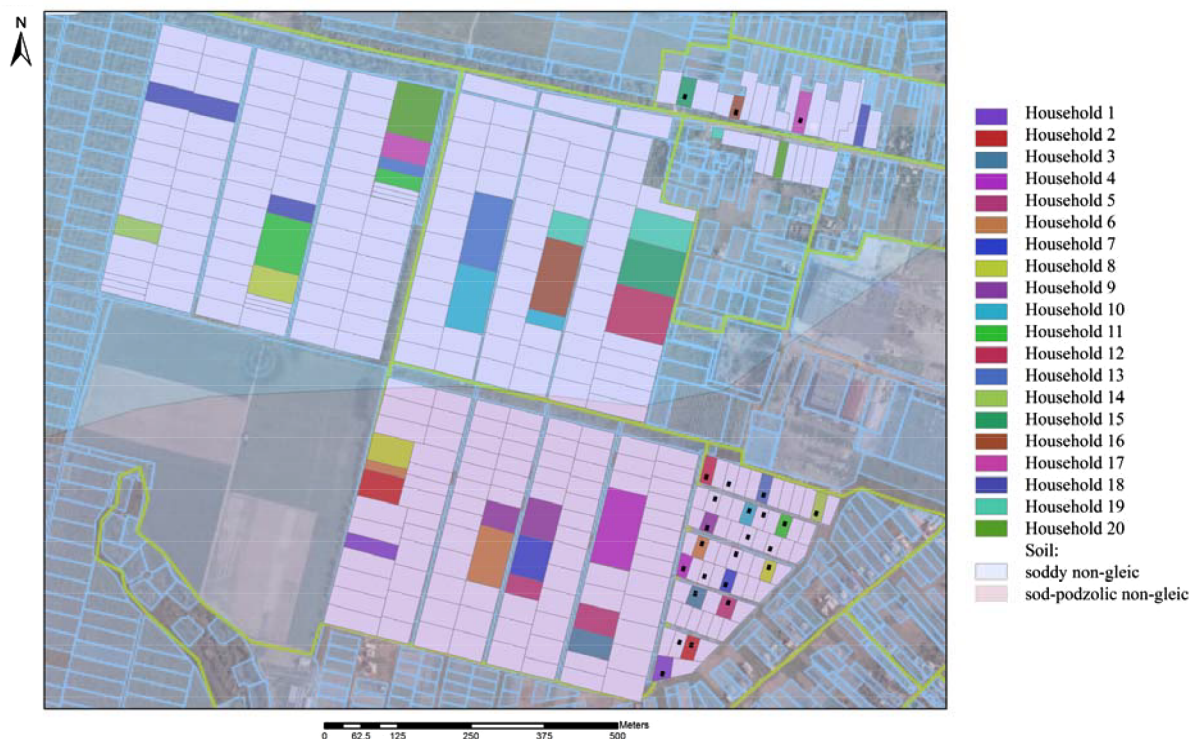 N
Household 1
Household 2
Household 3
Household 4
Household 5
Household 6
Household 7
Household 8
Household 9
Household 10
Household 11
Household 12
Household 13
Household 14
Household 15
Household 16
Household 17
Household 18
Household 19
Household 20
Soil:
soddy non-gleic
sod-podzolic non-gleic
Meters
0 62.5 125 250 375 500